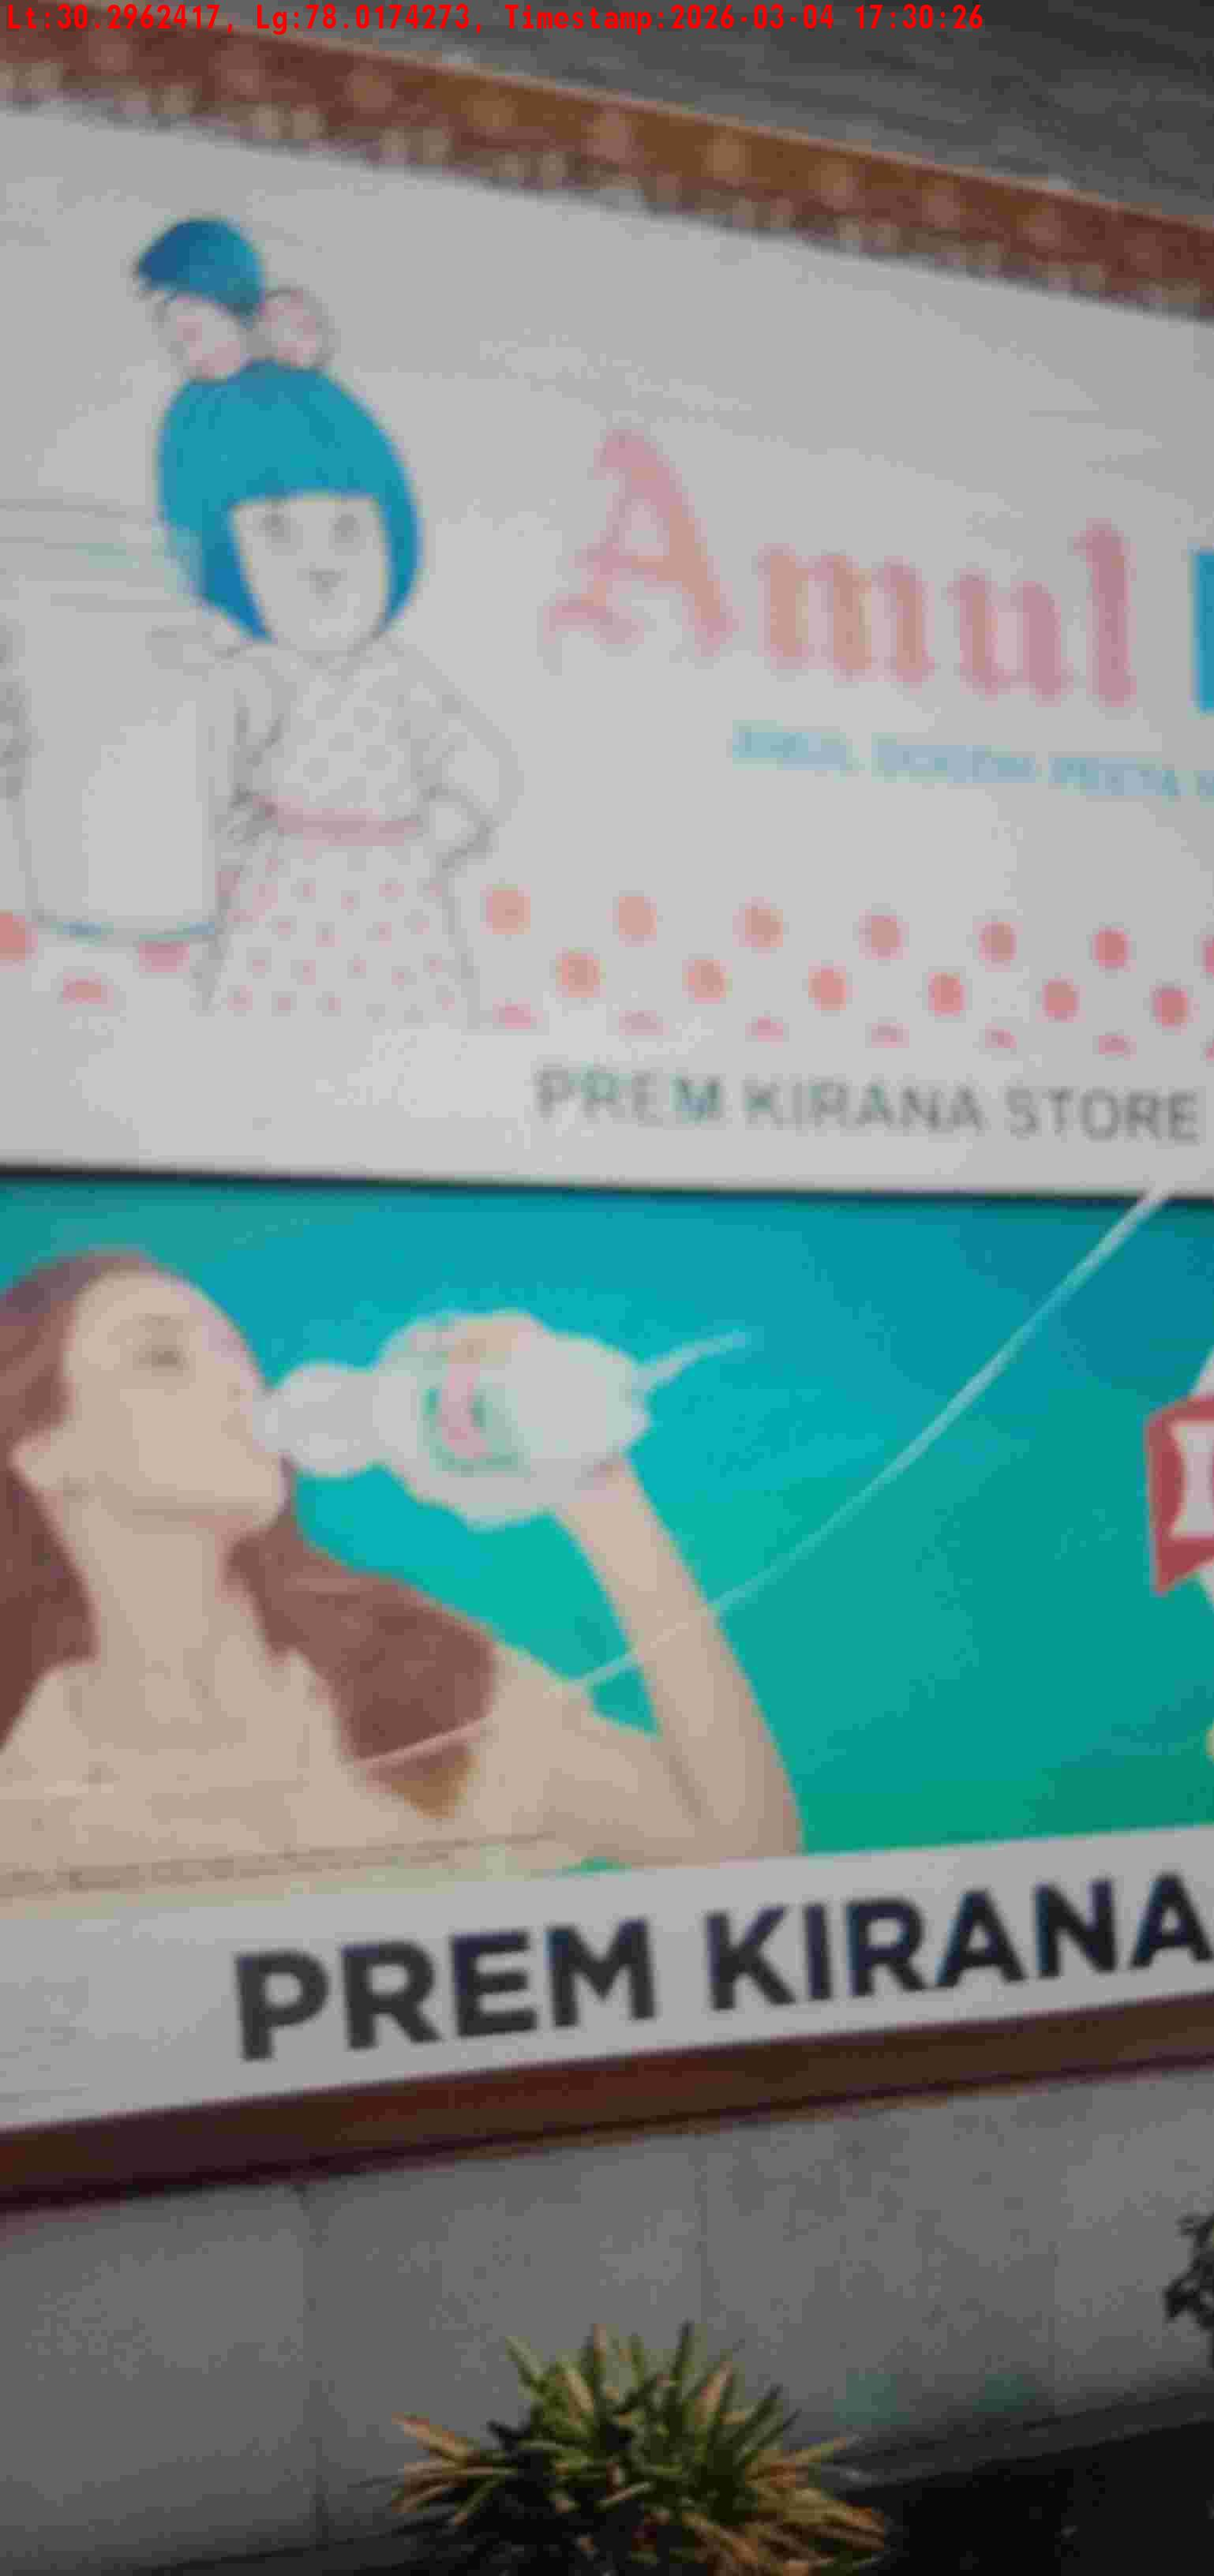 Lt:30.2962417, Lg:78.0174273, Timestamp:2026-03-04 17:30:26
Amul
PREM KIRANA STORE
PREM KIRANA